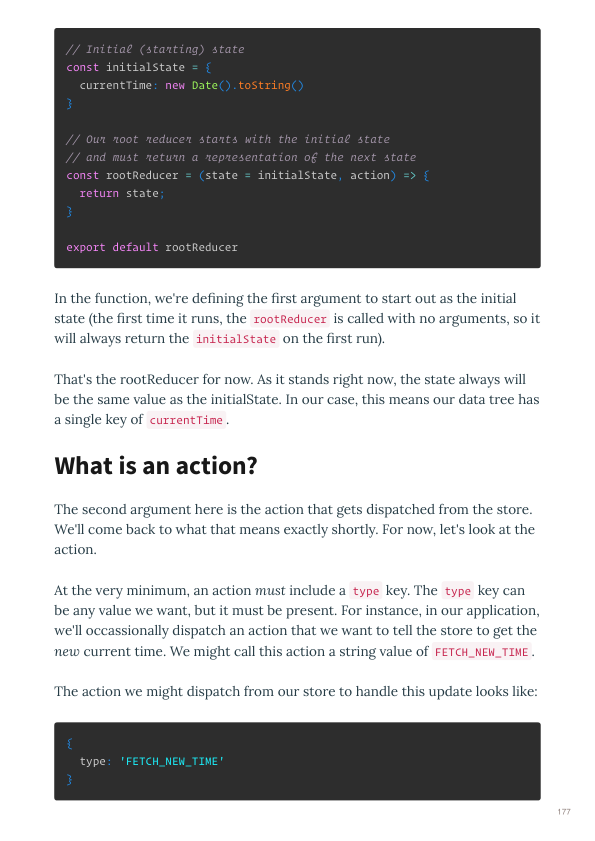 // Initial (starting) state
const initialState = {
  currentTime: new Date().toString()
}

// Our root reducer starts with the initial state
// and must return a representation of the next state
const rootReducer = (state = initialState, action) => {
  return state;
}

export default rootReducer
In the function, we're defining the first argument to start out as the initial
state (the first time it runs, the rootReducer is called with no arguments, so it
will always return the initialState on the first run).
That's the rootReducer for now. As it stands right now, the state always will
be the same value as the initialState. In our case, this means our data tree has
a single key of currentTime.
What is an action?
The second argument here is the action that gets dispatched from the store.
We'll come back to what that means exactly shortly. For now, let's look at the
action.
At the very minimum, an action must include a type key. The type key can
be any value we want, but it must be present. For instance, in our application,
we'll occassionally dispatch an action that we want to tell the store to get the
new current time. We might call this action a string value of FETCH_NEW_TIME.
The action we might dispatch from our store to handle this update looks like:
{
  type: 'FETCH_NEW_TIME'
}
177